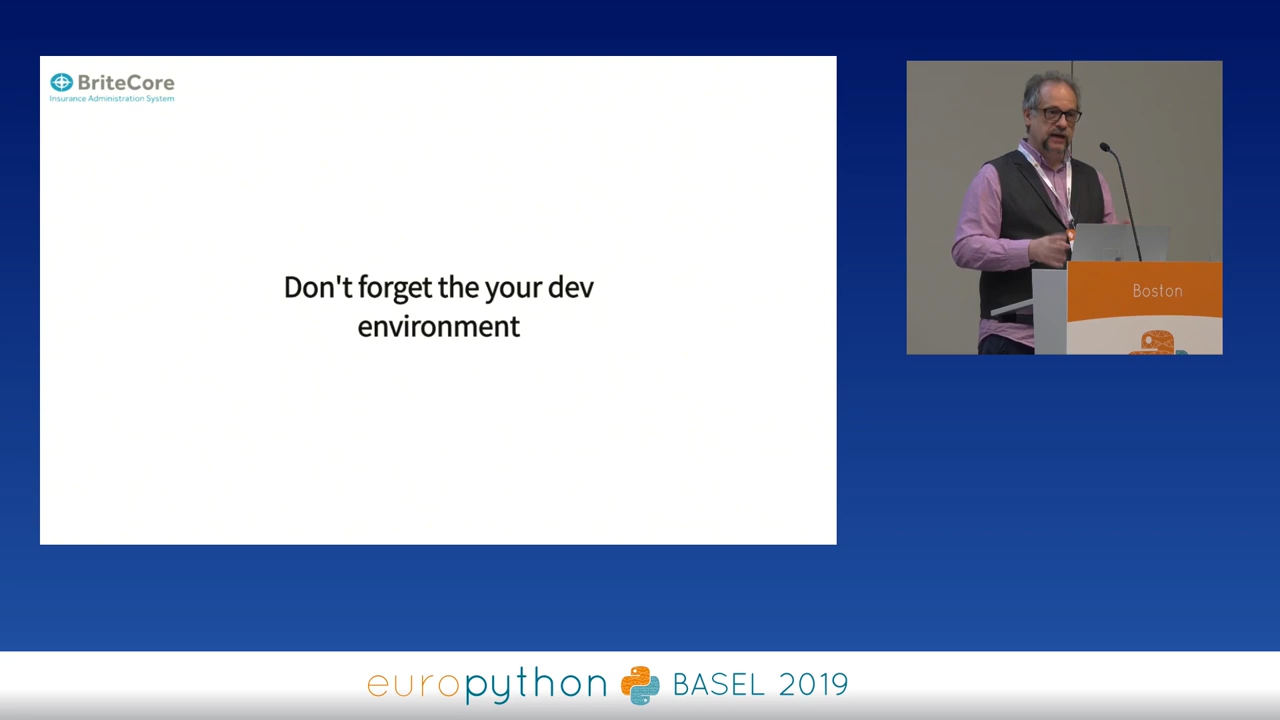 BriteCore
Insurance Administration System
Don't forget the your dev
environment
Boston
europython BASEL 2019